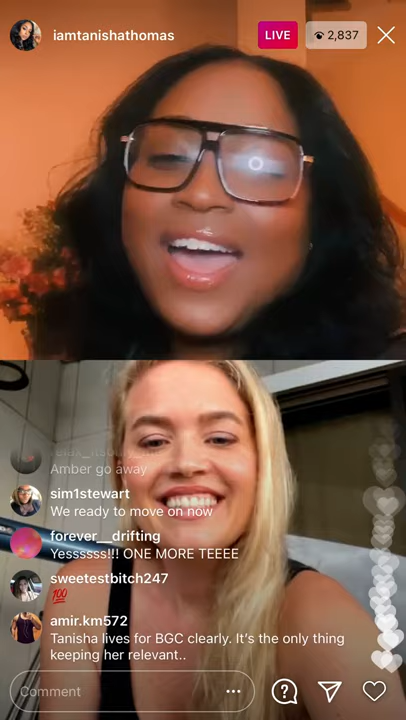 iamtanishathomas
LIVE
2,837
Amber go away
sim1stewart
We ready to move on now
forever__drifting
Yessssss!!! ONE MORE TEEEE
sweetestbitch247
💯
amir.km572
Tanisha lives for BGC clearly. It's the only thing
keeping her relevant..
Comment